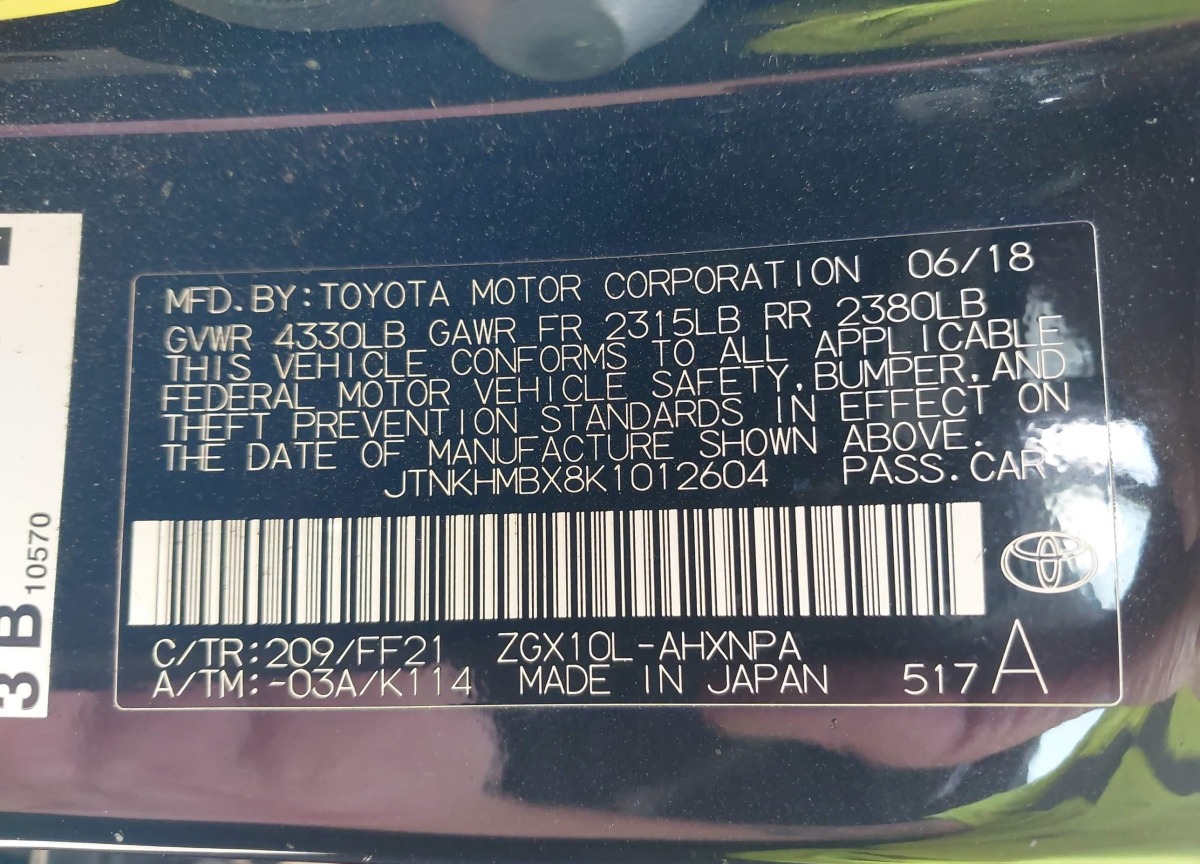 MFD. BY: TOYOTA MOTOR CORPORATION 06/18
GVWR 4330LB GAWR FR 2315LB RR 2380LB
THIS VEHICLE CONFORMS TO ALL APPLICABLE
FEDERAL MOTOR VEHICLE SAFETY, BUMPER, AND
THEFT PREVENTION STANDARDS IN EFFECT ON
THE DATE OF MANUFACTURE SHOWN ABOVE.
JTNKHMBX8K1012604 PASS. CAR
C/TR: 209/FF21 ZGX10L-AHXNPA
A/TM: -03A/K114 MADE IN JAPAN 517 A
3 B 10570